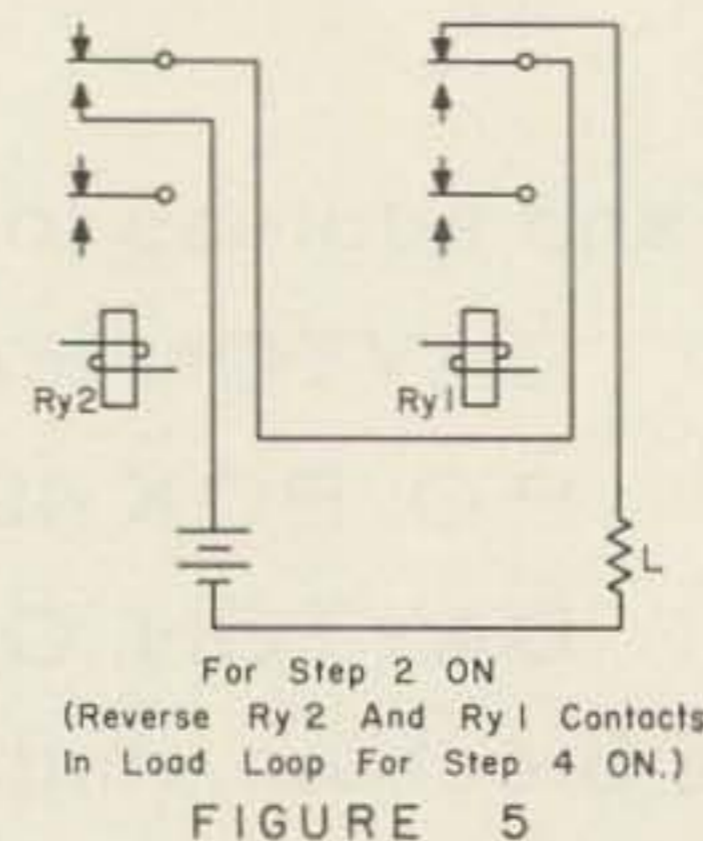 Ry2
Ry1
L
For Step 2 ON
(Reverse Ry 2 And Ry 1 Contacts
In Load Loop For Step 4 ON.)
FIGURE 5